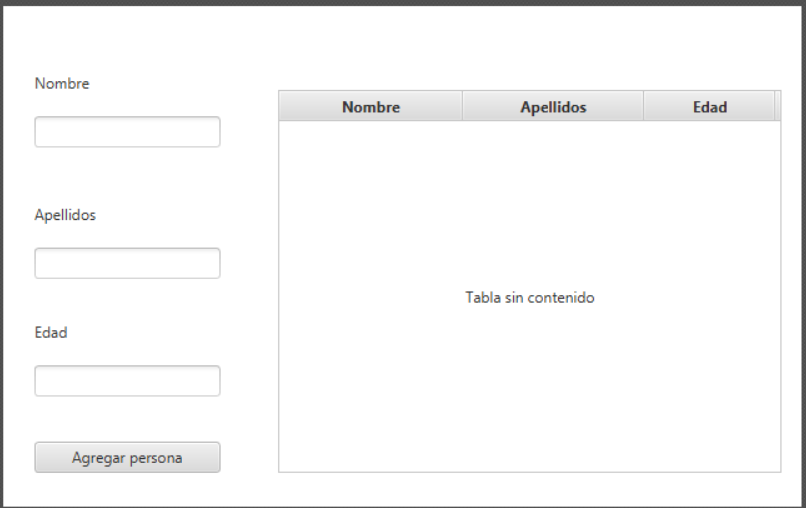 Nombre
Apellidos
Edad
Agregar persona
Nombre Apellidos Edad
Tabla sin contenido